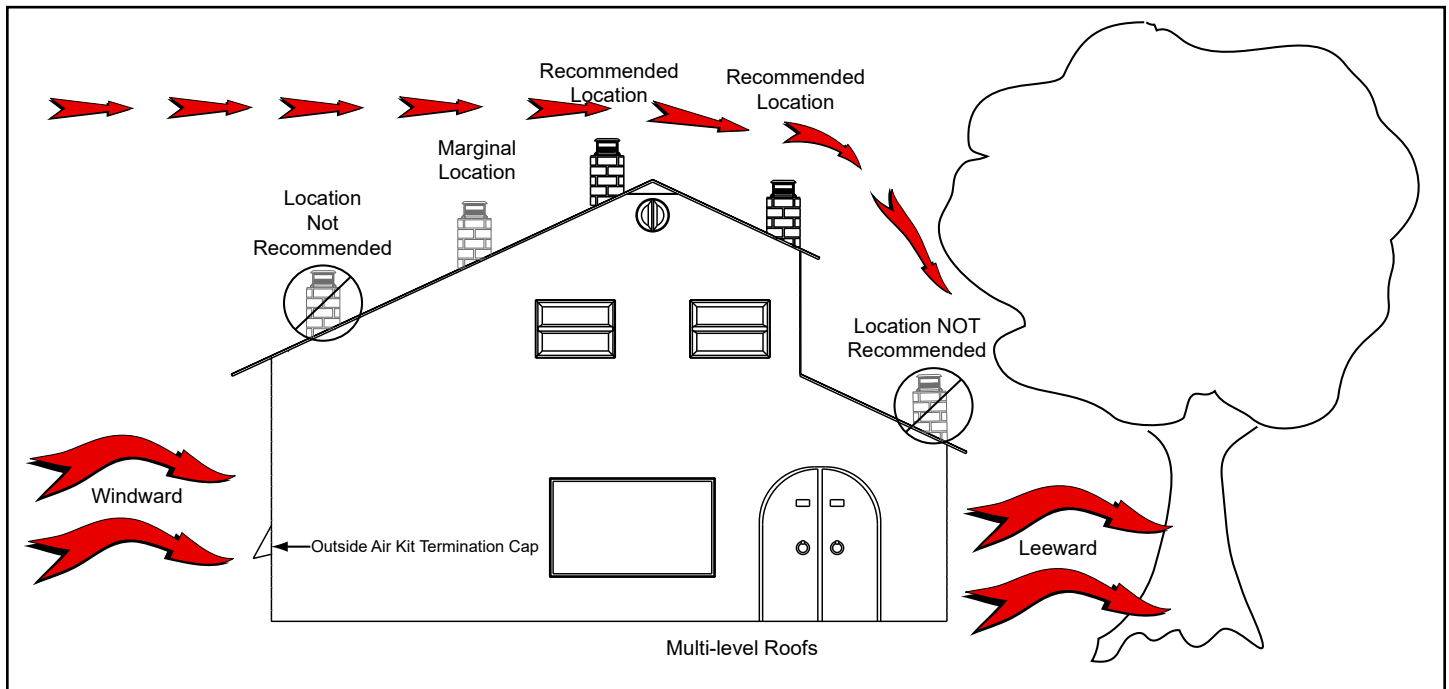 Recommended
Location
Recommended
Location
Marginal
Location
Location
Not
Recommended
Location NOT
Recommended
Windward
Outside Air Kit Termination Cap
Leeward
Multi-level Roofs